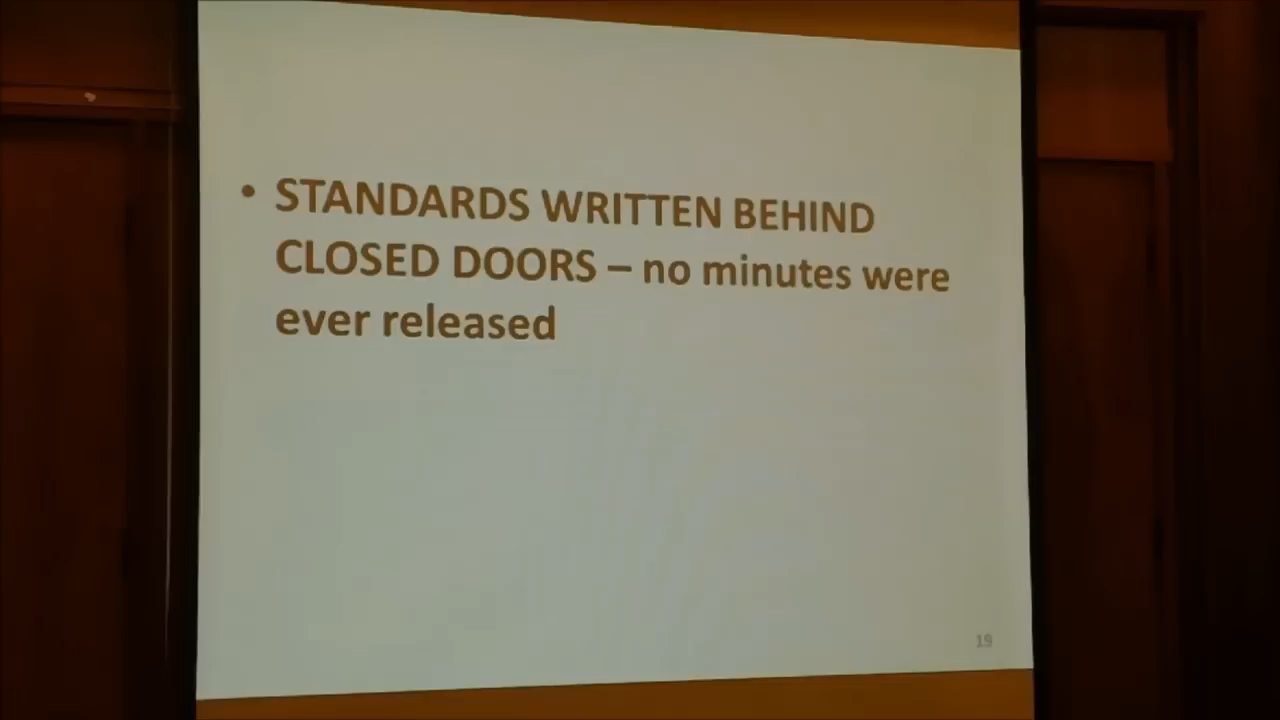 • STANDARDS WRITTEN BEHIND
CLOSED DOORS – no minutes were
ever released
19